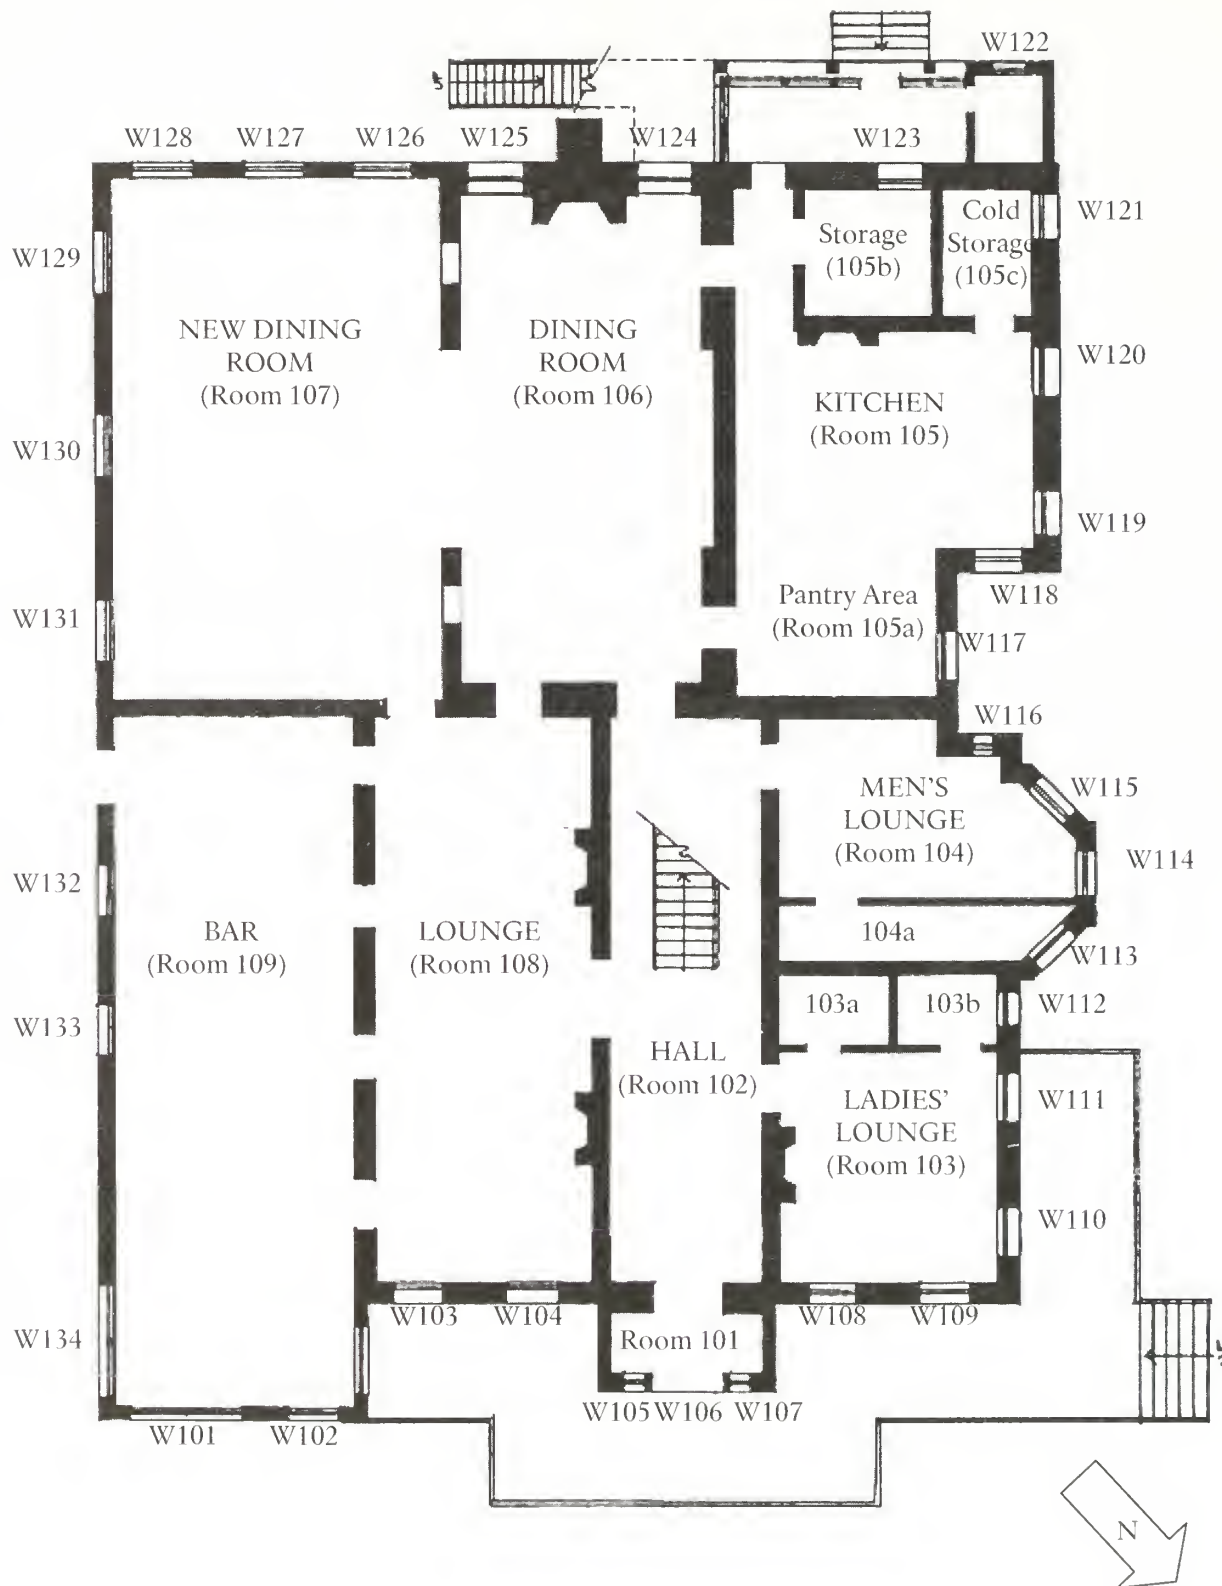 W122
W128
W127
W126
W125
W124
W123
W121
Cold
Storage
(105c)
Storage
(105b)
W129
NEW DINING
ROOM
(Room 107)
DINING
ROOM
(Room 106)
W120
KITCHEN
(Room 105)
W130
W119
Pantry Area
(Room 105a)
W118
W131
W117
W116
MEN'S
LOUNGE
(Room 104)
W115
W114
W132
BAR
(Room 109)
LOUNGE
(Room 108)
104a
W113
W133
103a
103b
W112
HALL
(Room 102)
LADIES'
LOUNGE
(Room 103)
W111
W110
W103
W104
W108
W109
W134
Room 101
W105
W106
W107
W101
W102
N